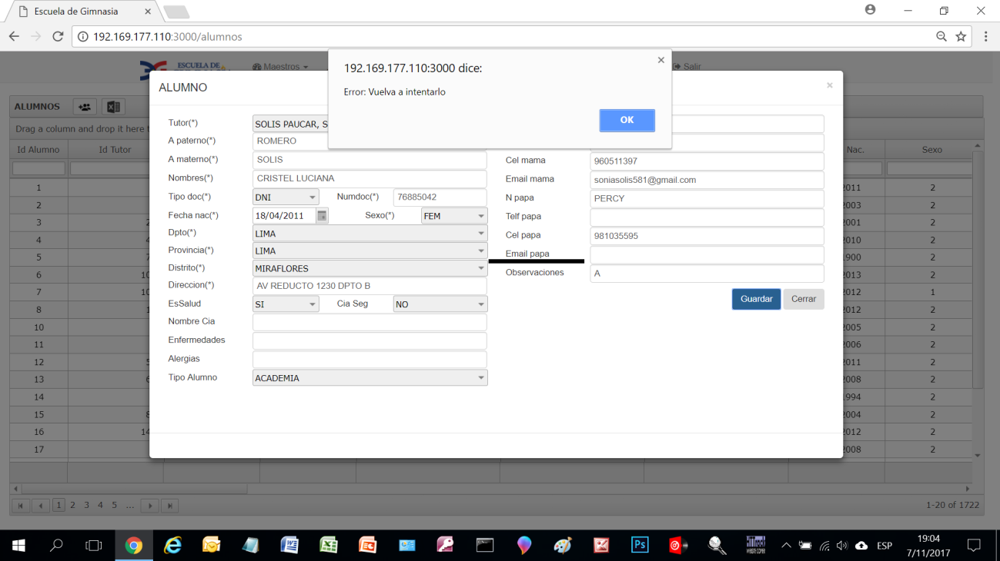 Escuela de Gimnasia
192.169.177.110:3000/alumnos
ESCUELA DE
Maestros
Salir
192.169.177.110:3000 dice:
Error: Vuelva a intentarlo
OK
ALUMNO
ALUMNOS
Drag a column and drop it here t
Id Alumno Id Tutor Nac. Sexo
1 2011 2
2 2003 2
3 2 2001 2
4 4 2010 2
5 7 1900 2
6 10 2013 2
7 10 2012 1
8 1 2012 2
10 2005 2
11 2006 2
12 5 2011 2
13 6 2008 2
14 1994 2
15 8 2004 2
16 14 2012 2
17 2008 2
Tutor(*) SOLIS PAUCAR, S
A paterno(*) ROMERO
A materno(*) SOLIS
Nombres(*) CRISTEL LUCIANA
Tipo doc(*) DNI Numdoc(*) 76885042
Fecha nac(*) 18/04/2011 Sexo(*) FEM
Dpto(*) LIMA
Provincia(*) LIMA
Distrito(*) MIRAFLORES
Direccion(*) AV REDUCTO 1230 DPTO B
EsSalud SI Cia Seg NO
Nombre Cia
Enfermedades
Alergias
Tipo Alumno ACADEMIA
Cel mama 960511397
Email mama soniasolis581@gmail.com
N papa PERCY
Telf papa
Cel papa 981035595
Email papa
Observaciones A
Guardar Cerrar
1 2 3 4 5 ...
1-20 of 1722
Ps
ESP
19:04
7/11/2017